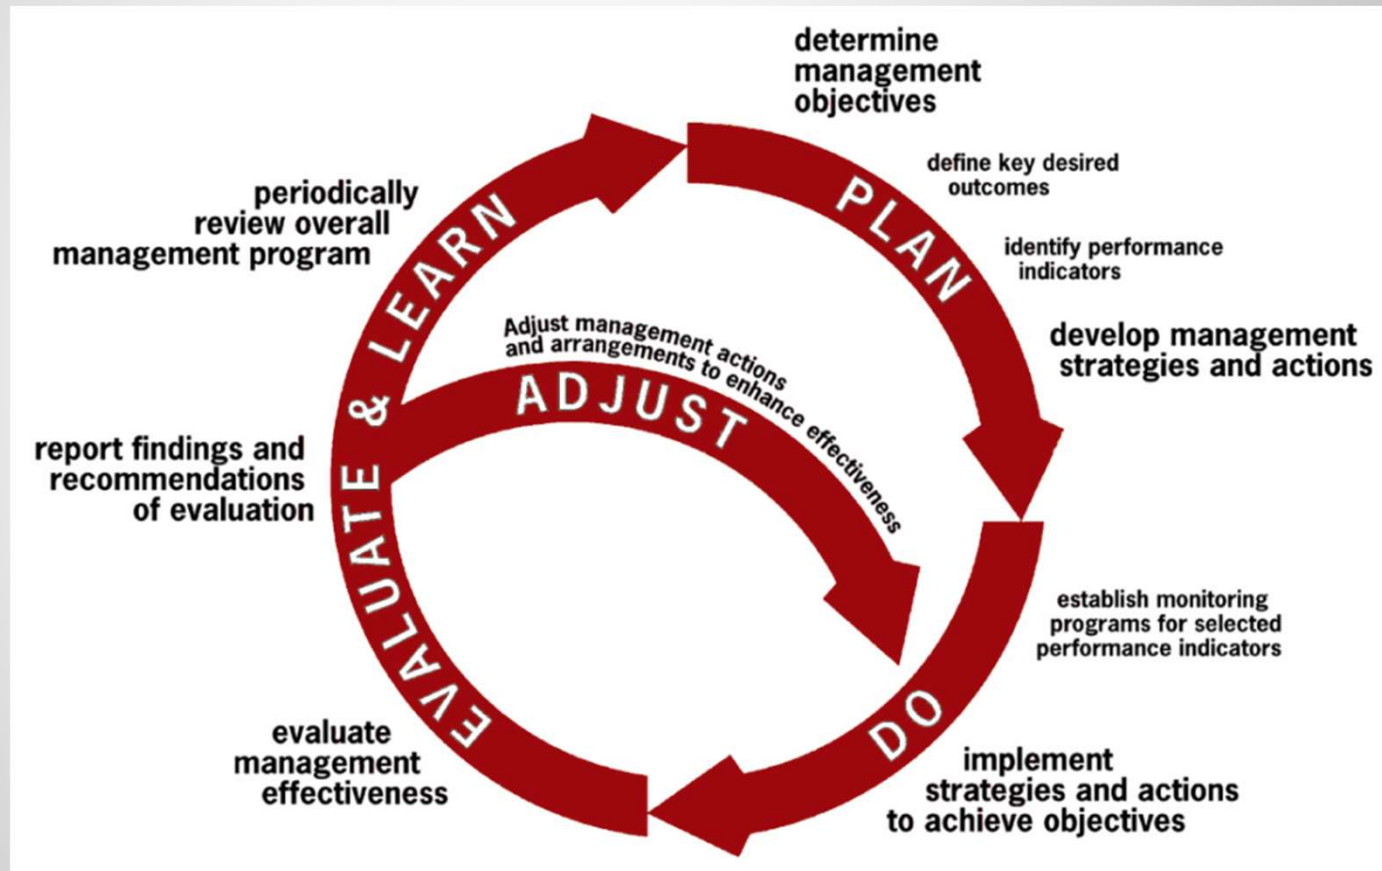 determine
management
objectives
define key desired
outcomes
PLAN
identify performance
indicators
develop management
strategies and actions
establish monitoring
programs for selected
performance indicators
DO
implement
strategies and actions
to achieve objectives
evaluate
management
effectiveness
EVALUATE & LEARN
report findings and
recommendations
of evaluation
periodically
review overall
management program
Adjust management actions
and arrangements to enhance effectiveness
ADJUST